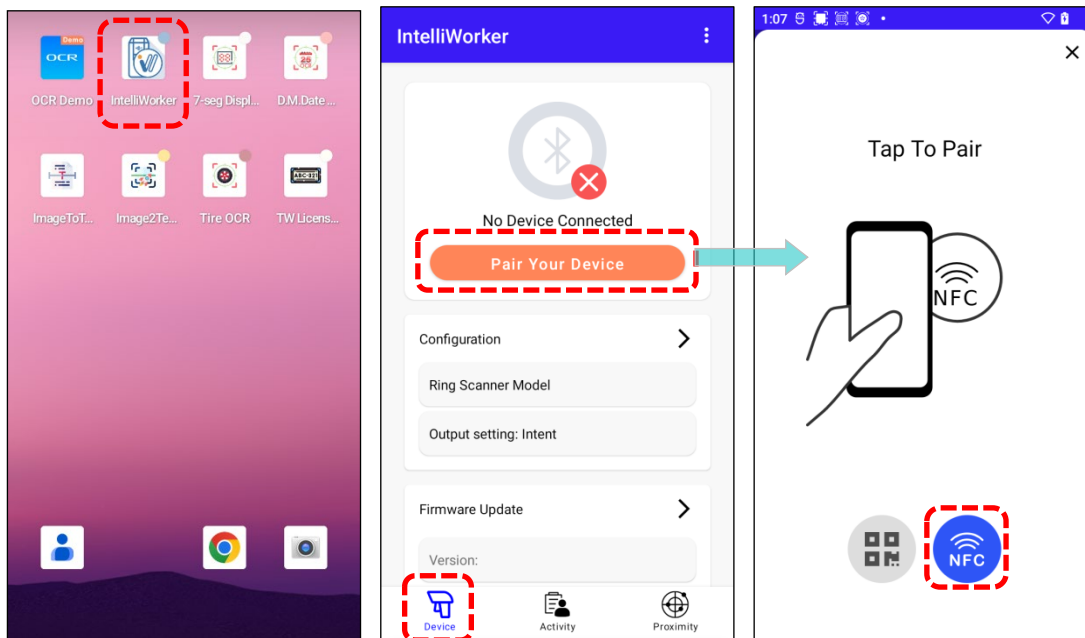 Demo
OCR
OCR Demo
IntelliWorker
7-seg Displ...
D.M.Date ...
ImageToT...
Image2Te...
Tire OCR
ABC-321
TW Licens...
IntelliWorker
No Device Connected
Pair Your Device
Configuration
Ring Scanner Model
Output setting: Intent
Firmware Update
Version:
Device
Activity
Proximity
1:07
Tap To Pair
NFC
NFC